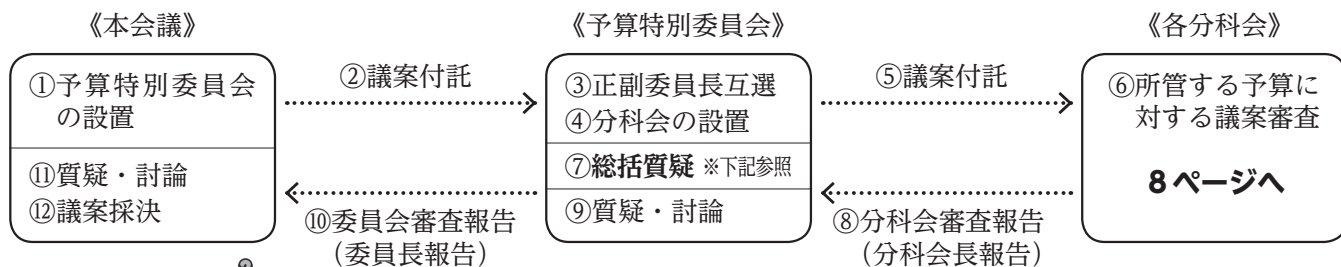 《本会議》
①予算特別委員会
の設置
⑪質疑・討論
⑫議案採決
②議案付託
⑩委員会審査報告
（委員長報告）
《予算特別委員会》
③正副委員長互選
④分科会の設置
⑦総括質疑 ※下記参照
⑨質疑・討論
⑤議案付託
⑧分科会審査報告
（分科会長報告）
《各分科会》
⑥所管する予算に
対する議案審査
8ページへ